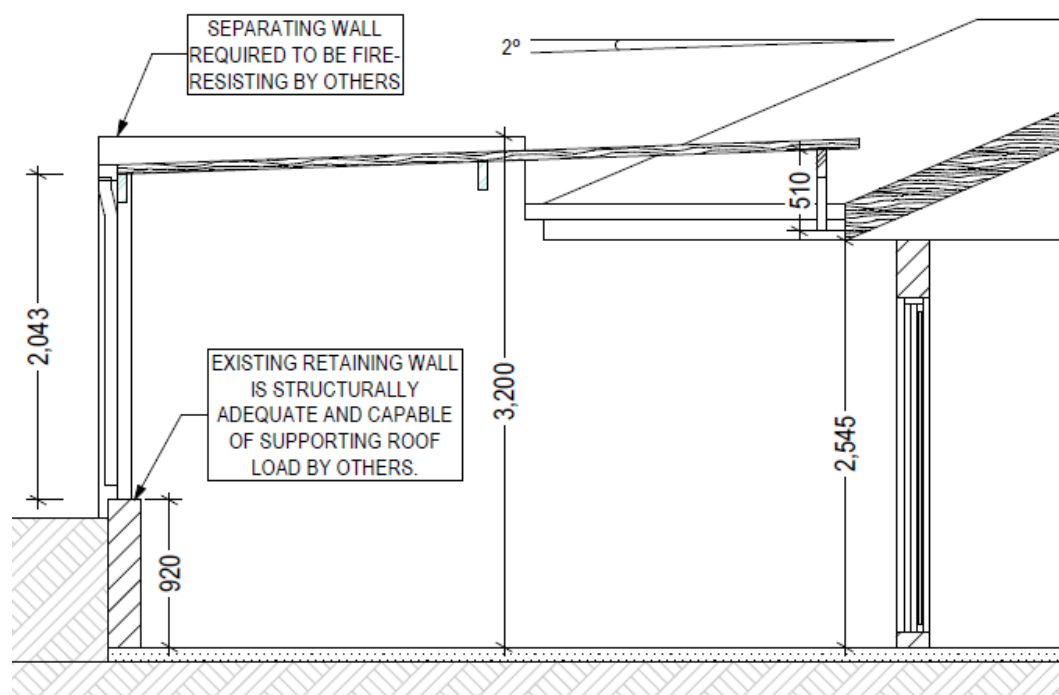 SEPARATING WALL
REQUIRED TO BE FIRE-
RESISTING BY OTHERS
2°
510
2,043
EXISTING RETAINING WALL
IS STRUCTURALLY
ADEQUATE AND CAPABLE
OF SUPPORTING ROOF
LOAD BY OTHERS.
3,200
2,545
920